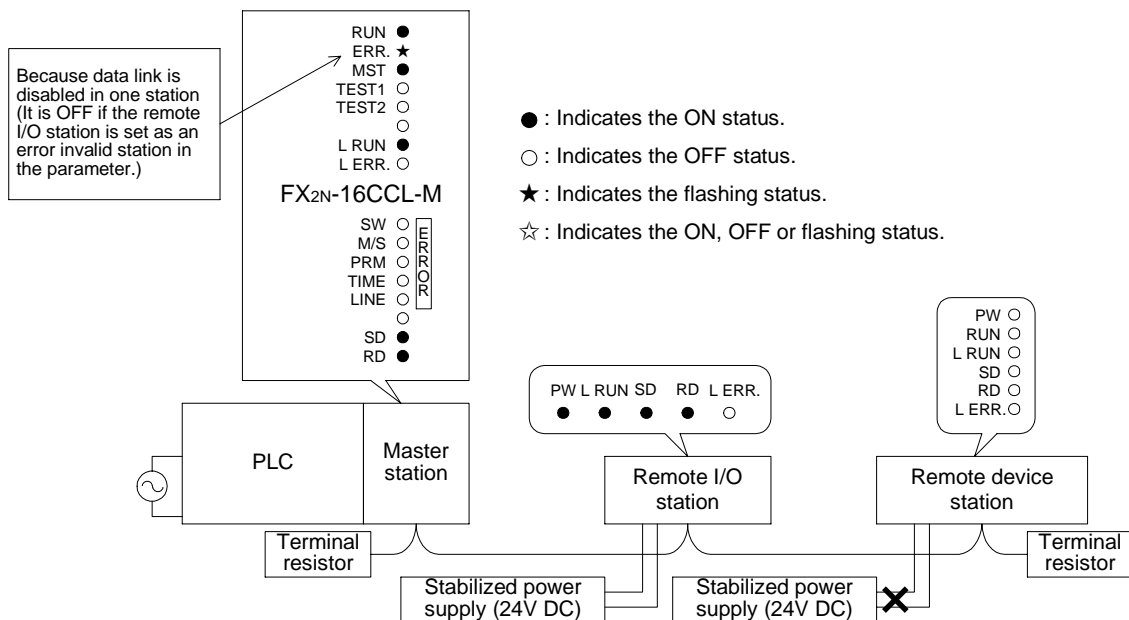 RUN ●
ERR. ★
MST ●
TEST1 ○
TEST2 ○
○
L RUN ●
L ERR. ○
FX2N-16CCL-M
SW ○
M/S ○
PRM ○
TIME ○
LINE ○
ERROR
○
SD ●
RD ●
Because data link is
disabled in one station
(It is OFF if the remote
I/O station is set as an
error invalid station in
the parameter.)
● : Indicates the ON status.
○ : Indicates the OFF status.
★ : Indicates the flashing status.
☆ : Indicates the ON, OFF or flashing status.
PW L RUN SD RD L ERR.
● ● ● ● ○
PW ○
RUN ○
L RUN ○
SD ○
RD ○
L ERR. ○
PLC
Master
station
Remote I/O
station
Remote device
station
Terminal
resistor
Terminal
resistor
Stabilized power
supply (24V DC)
Stabilized power
supply (24V DC)